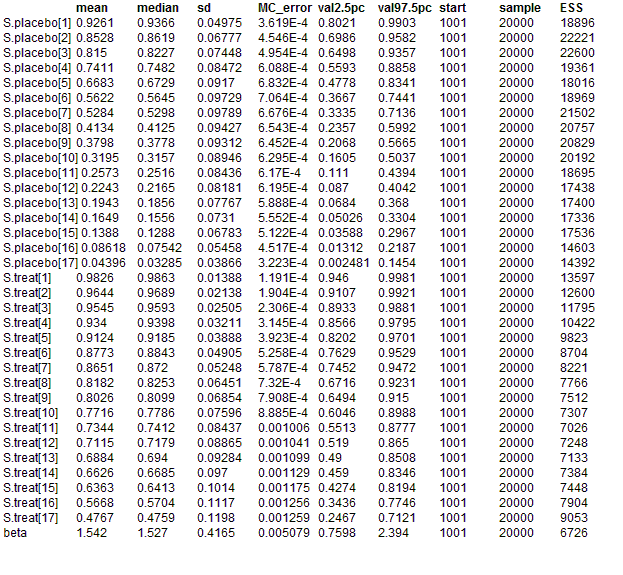 mean median sd MC_error val2.5pc val97.5pc start sample ESS
S.placebo[1] 0.9261 0.9366 0.04975 3.619E-4 0.8021 0.9903 1001 20000 18896
S.placebo[2] 0.8528 0.8619 0.06777 4.546E-4 0.6986 0.9582 1001 20000 22221
S.placebo[3] 0.815 0.8227 0.07448 4.954E-4 0.6498 0.9357 1001 20000 22600
S.placebo[4] 0.7411 0.7482 0.08472 6.088E-4 0.5593 0.8858 1001 20000 19361
S.placebo[5] 0.6683 0.6729 0.0917 6.832E-4 0.4778 0.8341 1001 20000 18016
S.placebo[6] 0.5622 0.5645 0.09729 7.064E-4 0.3667 0.7441 1001 20000 18969
S.placebo[7] 0.5284 0.5298 0.09789 6.676E-4 0.3335 0.7136 1001 20000 21502
S.placebo[8] 0.4134 0.4125 0.09427 6.543E-4 0.2357 0.5992 1001 20000 20757
S.placebo[9] 0.3798 0.3778 0.09312 6.452E-4 0.2068 0.5665 1001 20000 20829
S.placebo[10] 0.3195 0.3157 0.08946 6.295E-4 0.1605 0.5037 1001 20000 20192
S.placebo[11] 0.2573 0.2516 0.08436 6.17E-4 0.111 0.4394 1001 20000 18695
S.placebo[12] 0.2243 0.2165 0.08181 6.195E-4 0.087 0.4042 1001 20000 17438
S.placebo[13] 0.1943 0.1856 0.07767 5.888E-4 0.0684 0.368 1001 20000 17400
S.placebo[14] 0.1649 0.1556 0.0731 5.552E-4 0.05026 0.3304 1001 20000 17336
S.placebo[15] 0.1388 0.1288 0.06783 5.122E-4 0.03588 0.2967 1001 20000 17536
S.placebo[16] 0.08618 0.07542 0.05458 4.517E-4 0.01312 0.2187 1001 20000 14603
S.placebo[17] 0.04396 0.03285 0.03866 3.223E-4 0.002481 0.1454 1001 20000 14392
S.treat[1] 0.9826 0.9863 0.01388 1.191E-4 0.946 0.9981 1001 20000 13597
S.treat[2] 0.9644 0.9689 0.02138 1.904E-4 0.9107 0.9921 1001 20000 12600
S.treat[3] 0.9545 0.9593 0.02505 2.306E-4 0.8933 0.9881 1001 20000 11795
S.treat[4] 0.934 0.9398 0.03211 3.145E-4 0.8566 0.9795 1001 20000 10422
S.treat[5] 0.9124 0.9185 0.03888 3.923E-4 0.8202 0.9701 1001 20000 9823
S.treat[6] 0.8773 0.8843 0.04905 5.258E-4 0.7629 0.9529 1001 20000 8704
S.treat[7] 0.8651 0.872 0.05248 5.787E-4 0.7452 0.9472 1001 20000 8221
S.treat[8] 0.8182 0.8253 0.06451 7.32E-4 0.6716 0.9231 1001 20000 7766
S.treat[9] 0.8026 0.8099 0.06854 7.908E-4 0.6494 0.915 1001 20000 7512
S.treat[10] 0.7716 0.7786 0.07596 8.885E-4 0.6046 0.8988 1001 20000 7307
S.treat[11] 0.7344 0.7412 0.08437 0.001006 0.5513 0.8777 1001 20000 7026
S.treat[12] 0.7115 0.7179 0.08865 0.001041 0.519 0.865 1001 20000 7248
S.treat[13] 0.6884 0.694 0.09284 0.001099 0.49 0.8508 1001 20000 7133
S.treat[14] 0.6626 0.6685 0.097 0.001129 0.459 0.8346 1001 20000 7384
S.treat[15] 0.6363 0.6413 0.1014 0.001175 0.4274 0.8194 1001 20000 7448
S.treat[16] 0.5668 0.5704 0.1117 0.001256 0.3436 0.7746 1001 20000 7904
S.treat[17] 0.4767 0.4759 0.1198 0.001259 0.2467 0.7121 1001 20000 9053
beta 1.542 1.527 0.4165 0.005079 0.7598 2.394 1001 20000 6726